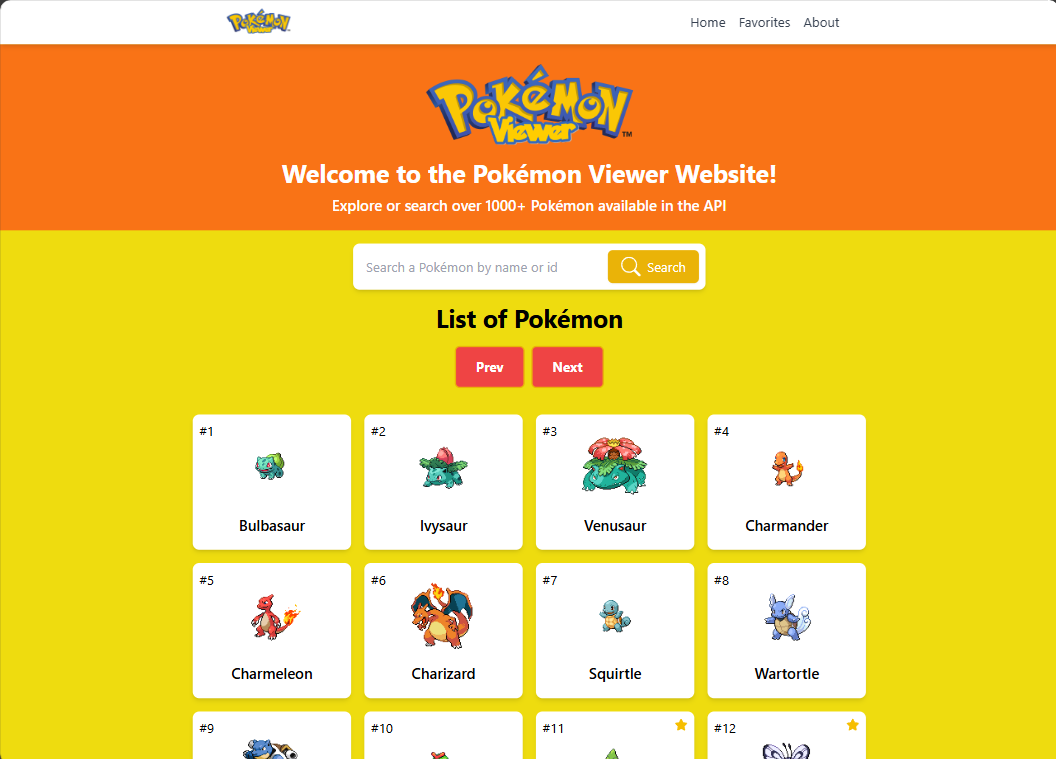 Pokémon Viewer Home Favorites About
Pokémon
Viewer™
Welcome to the Pokémon Viewer Website!
Explore or search over 1000+ Pokémon available in the API
Search a Pokémon by name or id Search
List of Pokémon
Prev Next
#1 #2 #3 #4
Bulbasaur Ivysaur Venusaur Charmander
#5 #6 #7 #8
Charmeleon Charizard Squirtle Wartortle
#9 #10 #11 #12